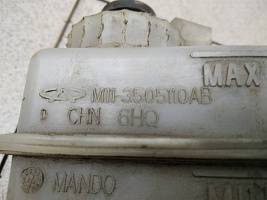 MAX
M11-3505110AB
P CHN 6HQ
MANDO